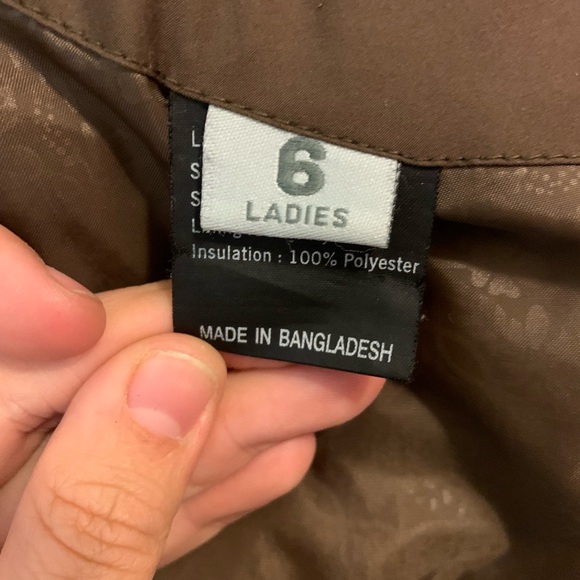 6
LADIES
Insulation : 100% Polyester
MADE IN BANGLADESH